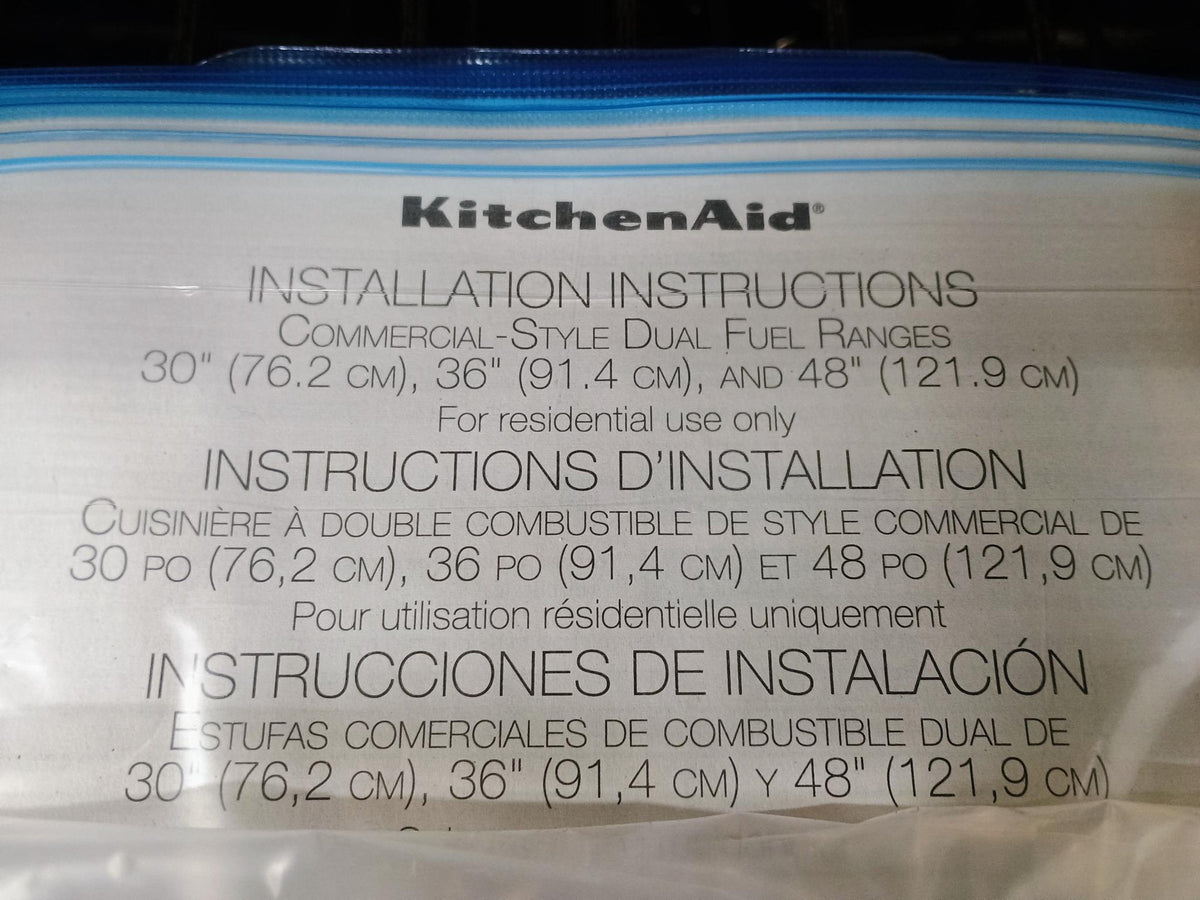 KitchenAid®
INSTALLATION INSTRUCTIONS
COMMERCIAL-STYLE DUAL FUEL RANGES
30" (76.2 CM), 36" (91.4 CM), AND 48" (121.9 CM)
For residential use only
INSTRUCTIONS D'INSTALLATION
CUISINIÈRE À DOUBLE COMBUSTIBLE DE STYLE COMMERCIAL DE
30 PO (76,2 CM), 36 PO (91,4 CM) ET 48 PO (121,9 CM)
Pour utilisation résidentielle uniquement
INSTRUCCIONES DE INSTALACIÓN
ESTUFAS COMERCIALES DE COMBUSTIBLE DUAL DE
30" (76,2 CM), 36" (91,4 CM) Y 48" (121,9 CM)